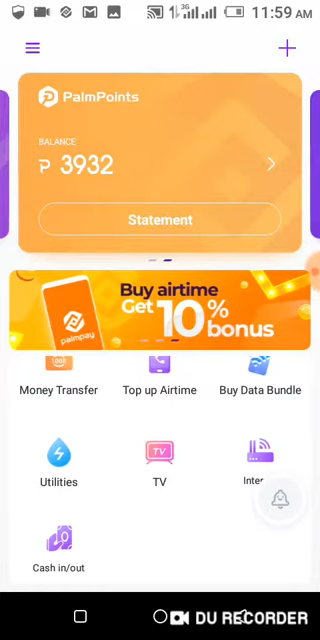 3G
11:59 AM
PalmPoints
BALANCE
3932
Statement
Buy airtime
Get 10%
bonus
palmpay
Money Transfer
Top up Airtime
Buy Data Bundle
TV
Utilities
TV
Cash in/out
DU RECORDER